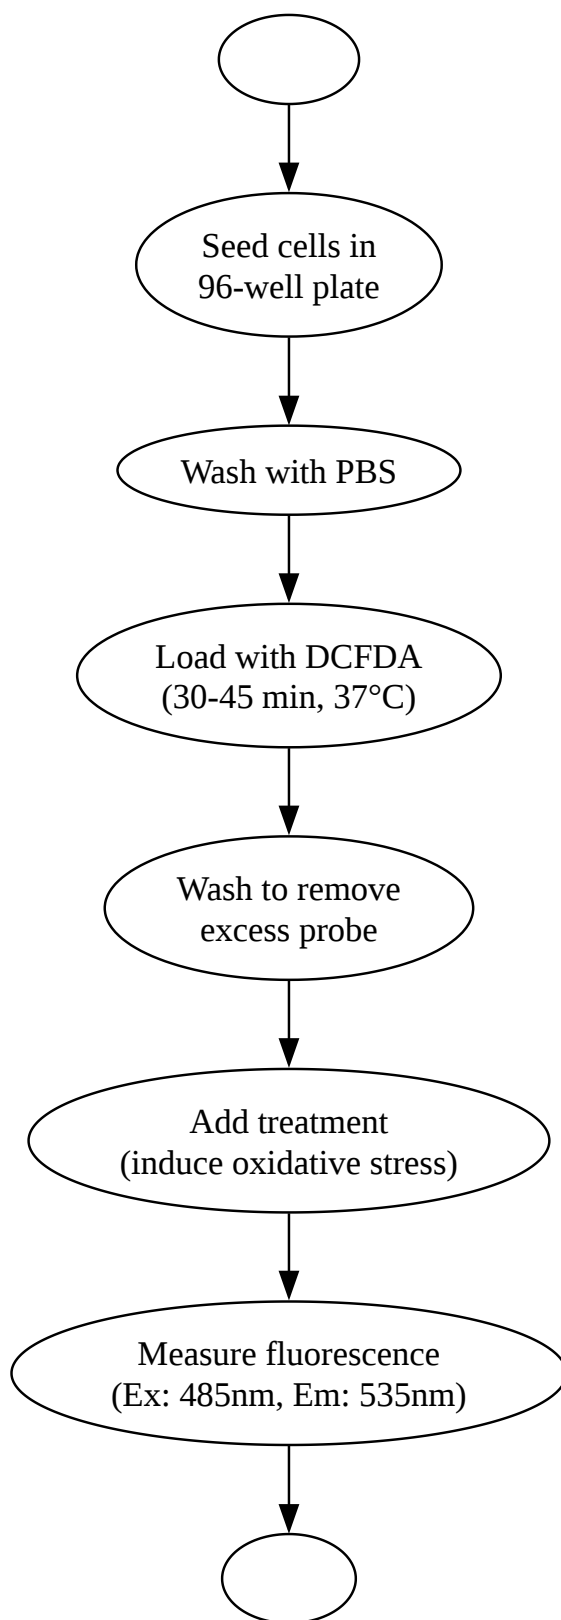 Seed cells in
96-well plate
Wash with PBS
Load with DCFDA
(30-45 min, 37°C)
Wash to remove
excess probe
Add treatment
(induce oxidative stress)
Measure fluorescence
(Ex: 485nm, Em: 535nm)